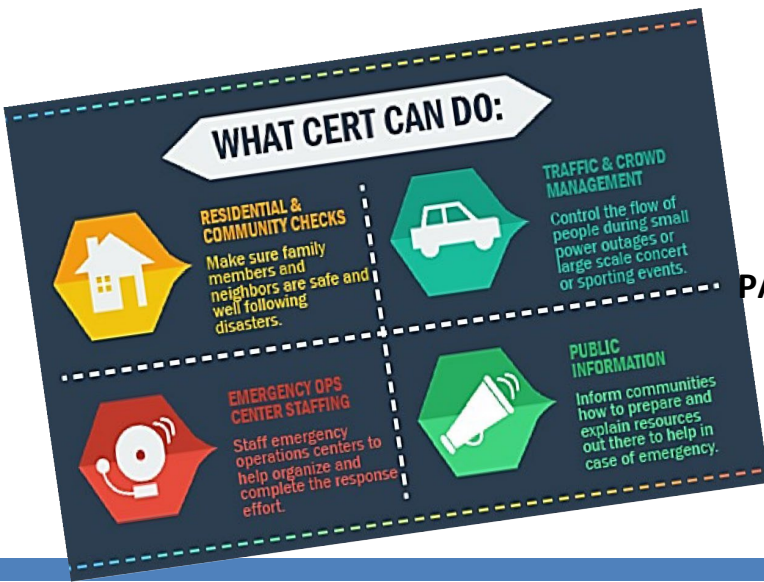 WHAT CERT CAN DO:
RESIDENTIAL &
COMMUNITY CHECKS
Make sure family
members and
neighbors are safe and
well following
disasters.
TRAFFIC & CROWD
MANAGEMENT
Control the flow of
people during small
power outages or
large scale concert
or sporting events.
PA
EMERGENCY OPS
CENTER STAFFING
Staff emergency
operations centers to
help organize and
complete the response
effort.
PUBLIC
INFORMATION
Inform communities
how to prepare and
explain resources
out there to help in
case of emergency.